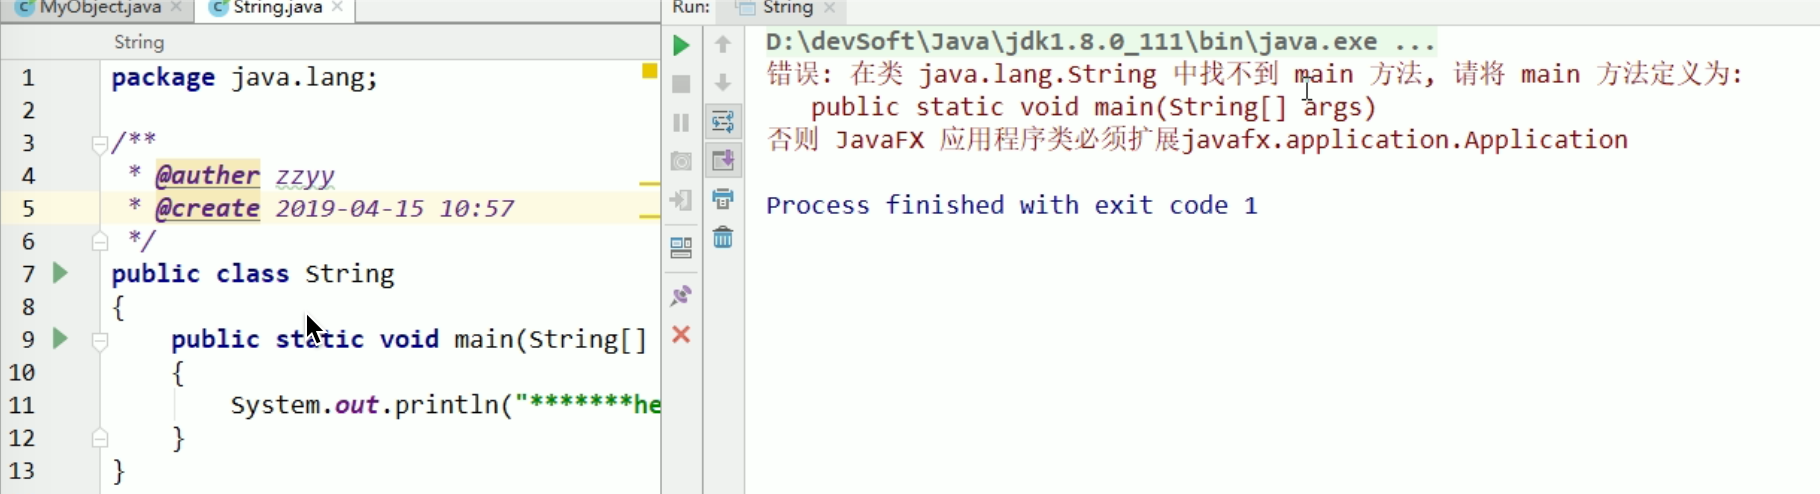 MyObject.java
String.java
String
1 package java.lang;
2
3 /**
4 * @auther zzyy
5 * @create 2019-04-15 10:57
6 */
7 public class String
8 {
9 public static void main(String[]
10 {
11 System.out.println("*******he
12 }
13 }
Run: String
D:\devSoft\Java\jdk1.8.0_111\bin\java.exe ...
错误: 在类 java.lang.String 中找不到 main 方法, 请将 main 方法定义为:
public static void main(String[] args)
否则 JavaFX 应用程序类必须扩展javafx.application.Application
Process finished with exit code 1